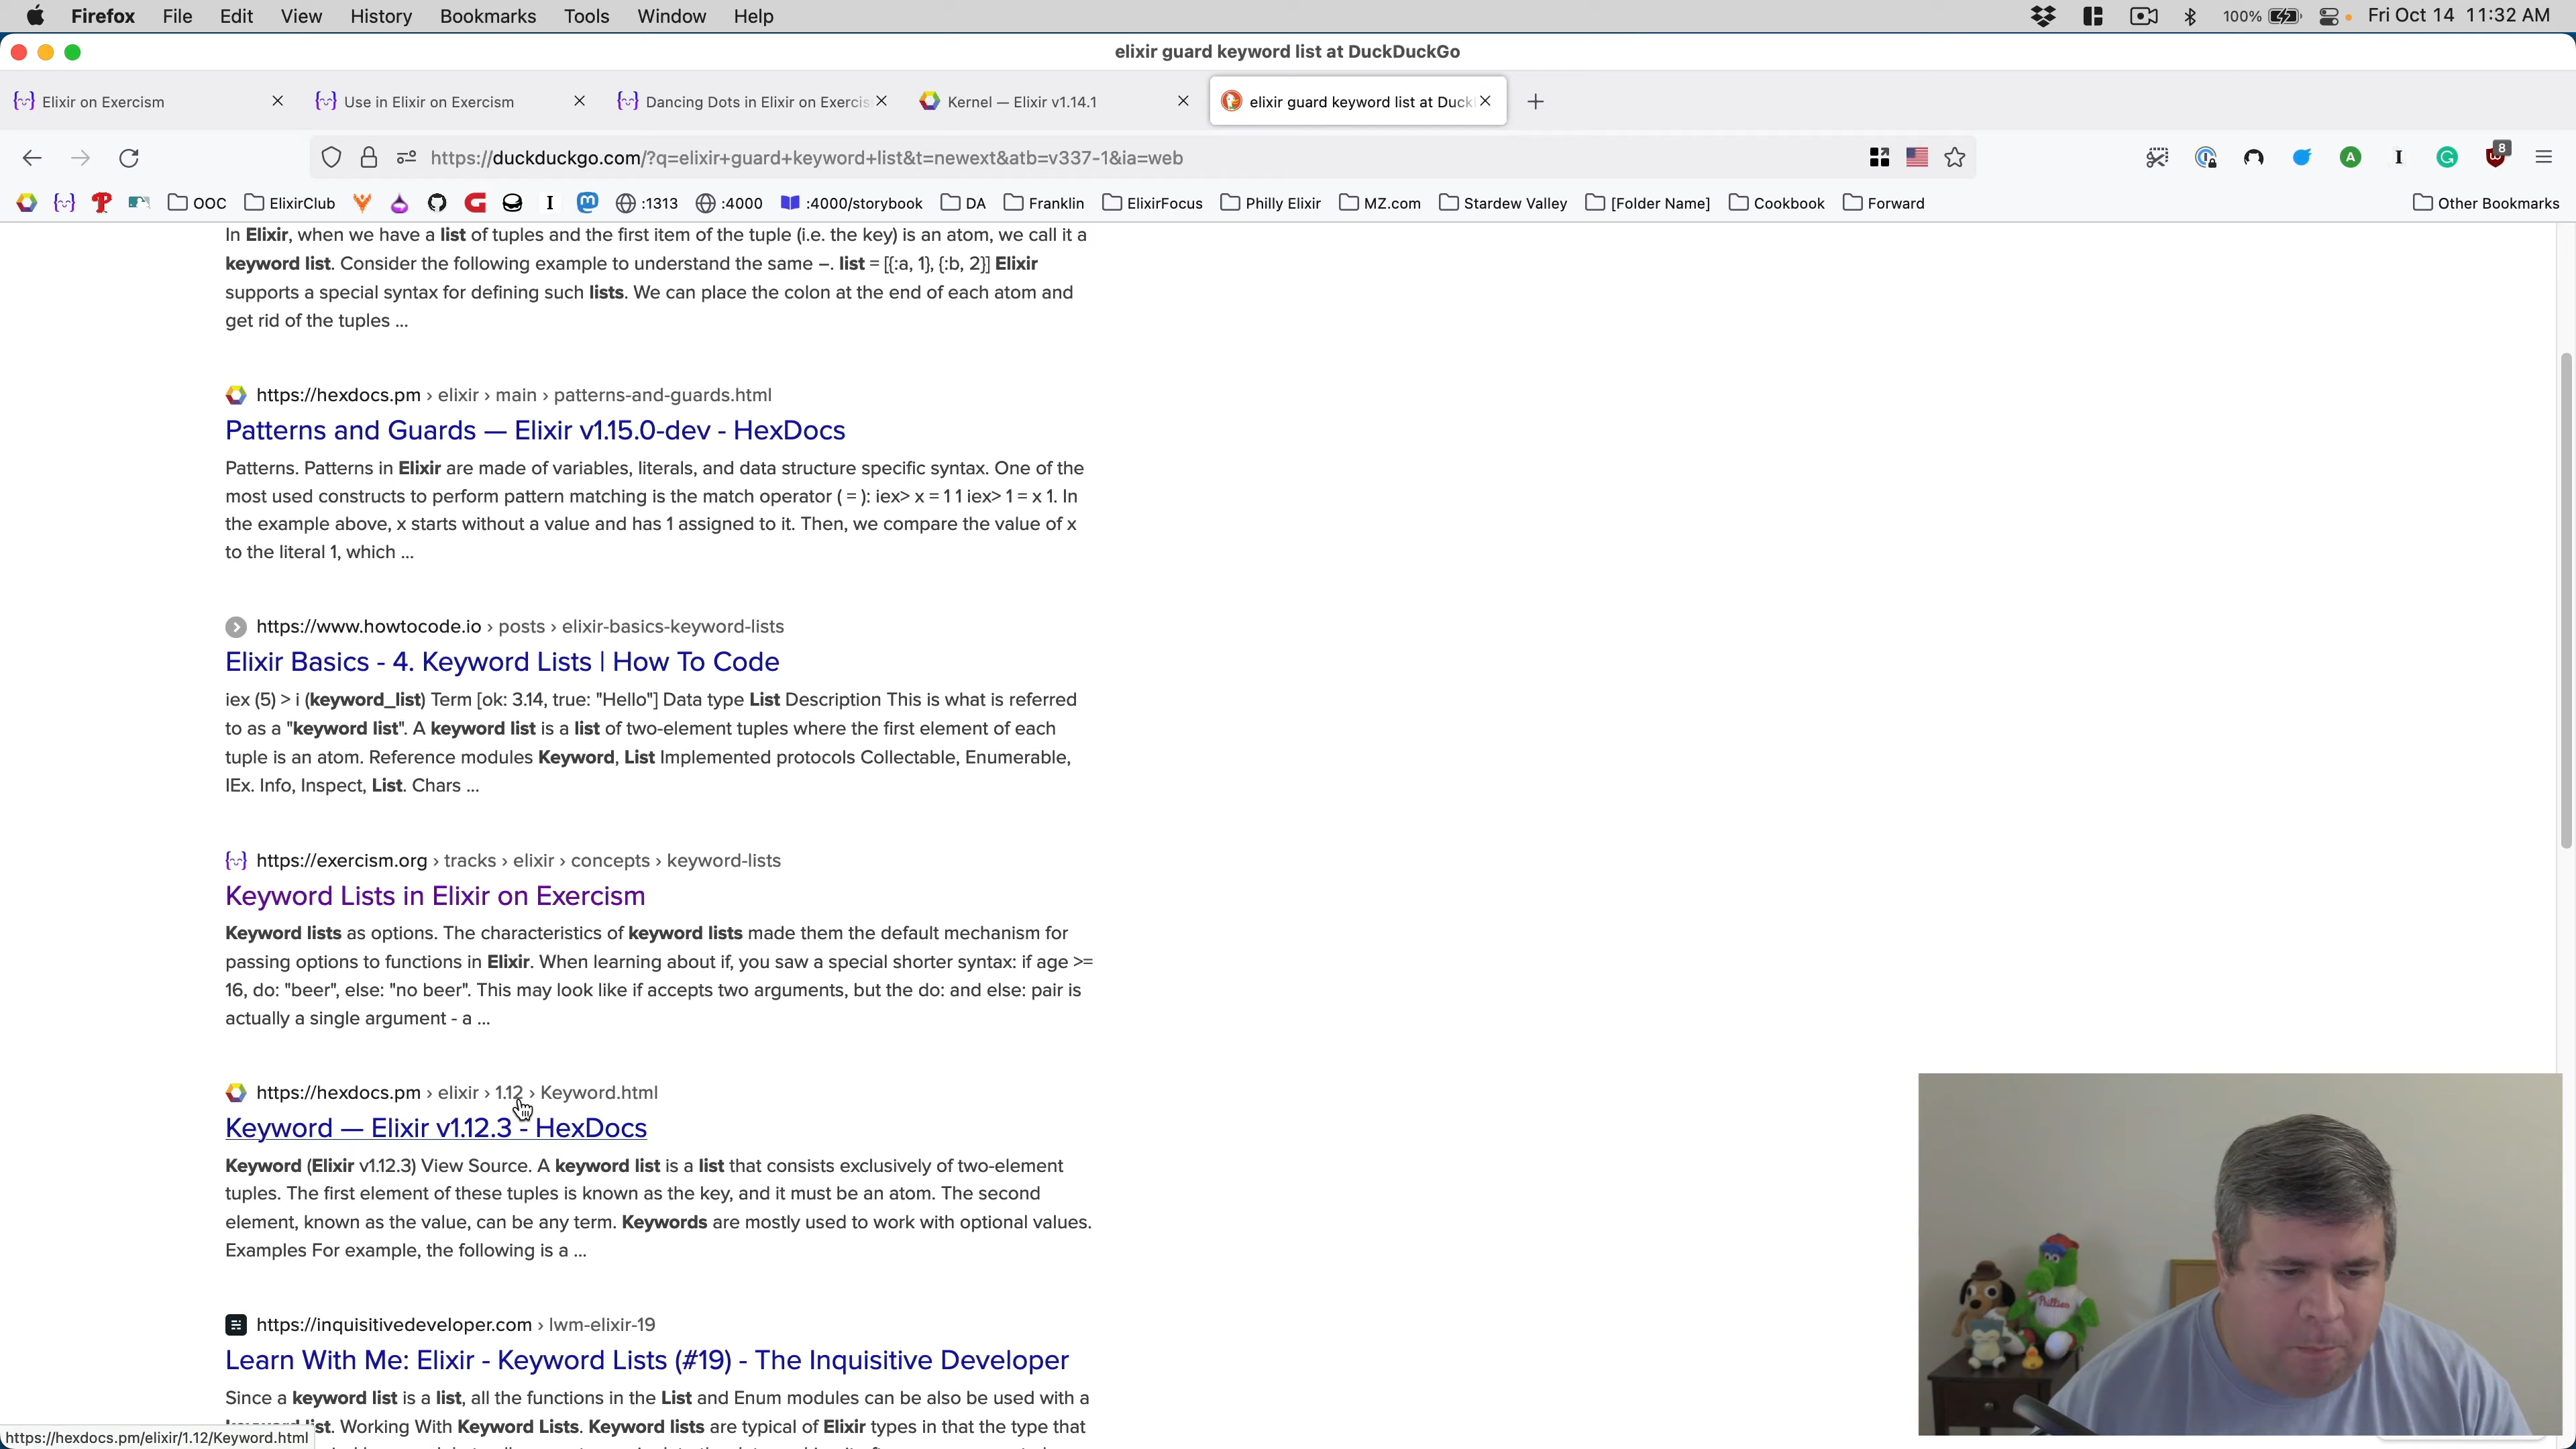 Firefox File Edit View History Bookmarks Tools Window Help 100% Fri Oct 14 11:32 AM
elixir guard keyword list at DuckDuckGo
Elixir on Exercism Use in Elixir on Exercism Dancing Dots in Elixir on Exercis Kernel — Elixir v1.14.1 elixir guard keyword list at Duck
https://duckduckgo.com/?q=elixir+guard+keyword+list&t=newext&atb=v337-1&ia=web 8
OOC ElixirClub :1313 :4000 :4000/storybook DA Franklin ElixirFocus Philly Elixir MZ.com Stardew Valley [Folder Name] Cookbook Forward Other Bookmarks
In Elixir, when we have a list of tuples and the first item of the tuple (i.e. the key) is an atom, we call it a
keyword list. Consider the following example to understand the same –. list = [{:a, 1}, {:b, 2}] Elixir
supports a special syntax for defining such lists. We can place the colon at the end of each atom and
get rid of the tuples ...
https://hexdocs.pm › elixir › main › patterns-and-guards.html
Patterns and Guards — Elixir v1.15.0-dev - HexDocs
Patterns. Patterns in Elixir are made of variables, literals, and data structure specific syntax. One of the
most used constructs to perform pattern matching is the match operator ( = ): iex> x = 1 1 iex> 1 = x 1. In
the example above, x starts without a value and has 1 assigned to it. Then, we compare the value of x
to the literal 1, which ...
https://www.howtocode.io › posts › elixir-basics-keyword-lists
Elixir Basics - 4. Keyword Lists | How To Code
iex (5) > i (keyword_list) Term [ok: 3.14, true: "Hello"] Data type List Description This is what is referred
to as a "keyword list". A keyword list is a list of two-element tuples where the first element of each
tuple is an atom. Reference modules Keyword, List Implemented protocols Collectable, Enumerable,
IEx. Info, Inspect, List. Chars ...
https://exercism.org › tracks › elixir › concepts › keyword-lists
Keyword Lists in Elixir on Exercism
Keyword lists as options. The characteristics of keyword lists made them the default mechanism for
passing options to functions in Elixir. When learning about if, you saw a special shorter syntax: if age >=
16, do: "beer", else: "no beer". This may look like if accepts two arguments, but the do: and else: pair is
actually a single argument - a ...
https://hexdocs.pm › elixir › 1.12 › Keyword.html
Keyword — Elixir v1.12.3 - HexDocs
Keyword (Elixir v1.12.3) View Source. A keyword list is a list that consists exclusively of two-element
tuples. The first element of these tuples is known as the key, and it must be an atom. The second
element, known as the value, can be any term. Keywords are mostly used to work with optional values.
Examples For example, the following is a ...
https://inquisitivedeveloper.com › lwm-elixir-19
Learn With Me: Elixir - Keyword Lists (#19) - The Inquisitive Developer
Since a keyword list is a list, all the functions in the List and Enum modules can be also be used with a
list. Working With Keyword Lists. Keyword lists are typical of Elixir types in that the type that
https://hexdocs.pm/elixir/1.12/Keyword.html
Phillies